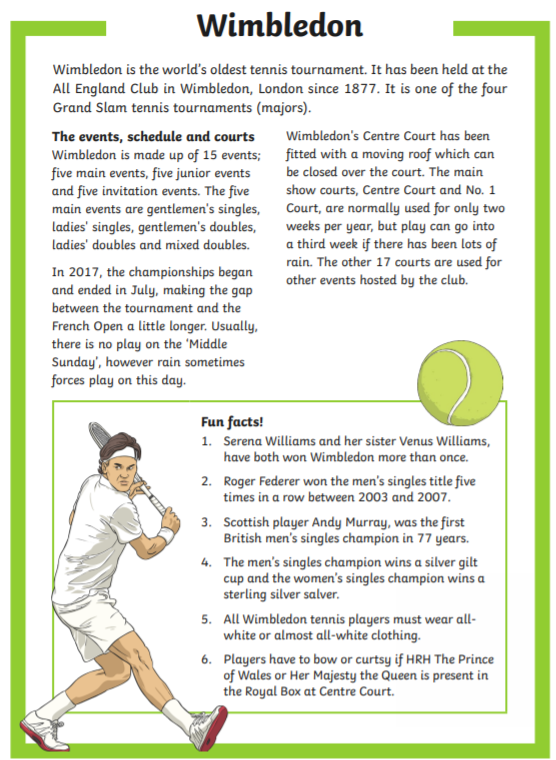 Wimbledon
Wimbledon is the world's oldest tennis tournament. It has been held at the
All England Club in Wimbledon, London since 1877. It is one of the four
Grand Slam tennis tournaments (majors).
The events, schedule and courts
Wimbledon is made up of 15 events;
five main events, five junior events
and five invitation events. The five
main events are gentlemen's singles,
ladies' singles, gentlemen's doubles,
ladies' doubles and mixed doubles.
In 2017, the championships began
and ended in July, making the gap
between the tournament and the
French Open a little longer. Usually,
there is no play on the 'Middle
Sunday', however rain sometimes
forces play on this day.
Wimbledon's Centre Court has been
fitted with a moving roof which can
be closed over the court. The main
show courts, Centre Court and No. 1
Court, are normally used for only two
weeks per year, but play can go into
a third week if there has been lots of
rain. The other 17 courts are used for
other events hosted by the club.
Fun facts!
1. Serena Williams and her sister Venus Williams,
have both won Wimbledon more than once.
2. Roger Federer won the men's singles title five
times in a row between 2003 and 2007.
3. Scottish player Andy Murray, was the first
British men's singles champion in 77 years.
4. The men's singles champion wins a silver gilt
cup and the women's singles champion wins a
sterling silver salver.
5. All Wimbledon tennis players must wear all-
white or almost all-white clothing.
6. Players have to bow or curtsy if HRH The Prince
of Wales or Her Majesty the Queen is present in
the Royal Box at Centre Court.